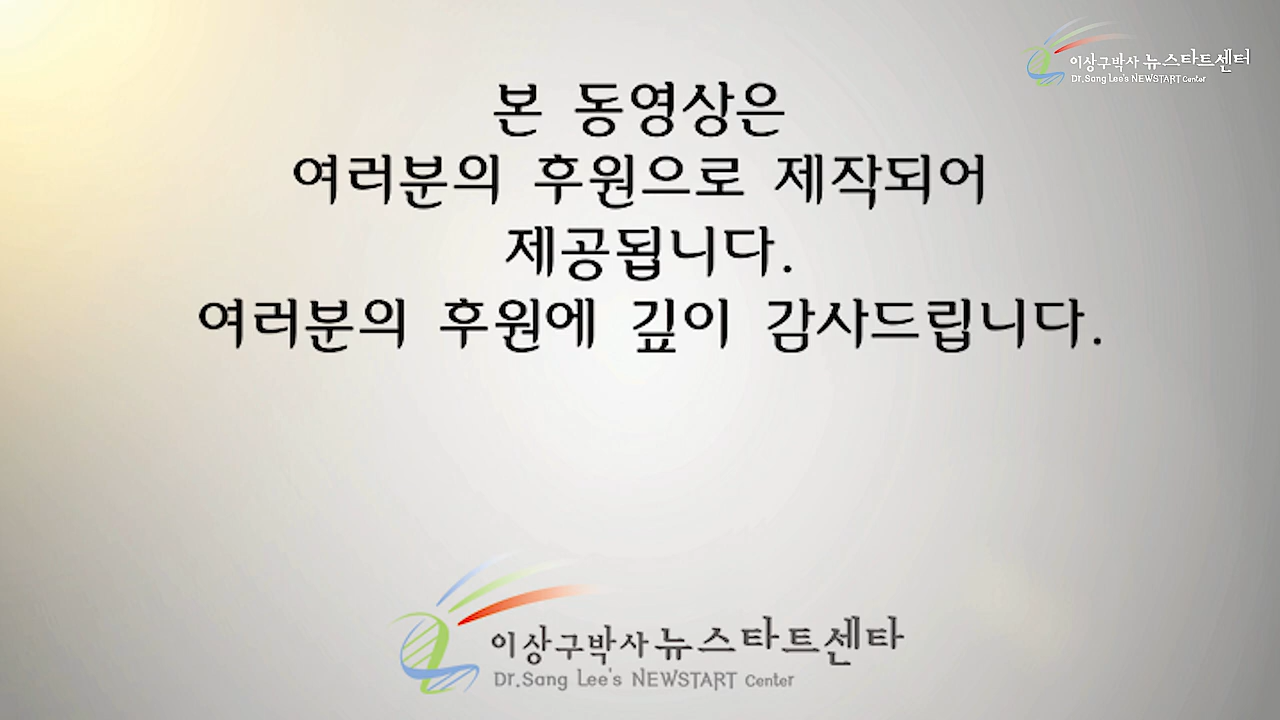 이상구박사 뉴스타트센터
Dr.Sang Lee's NEWSTART Center
본 동영상은
여러분의 후원으로 제작되어
제공됩니다.
여러분의 후원에 깊이 감사드립니다.
이상구박사 뉴스타트센타
Dr.Sang Lee's NEWSTART Center